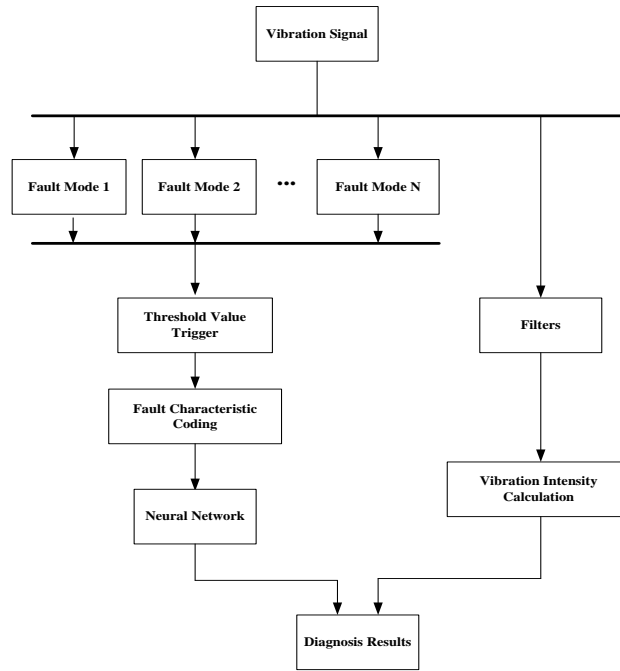 Vibration Signal
Fault Mode 1
Fault Mode 2
...
Fault Mode N
Threshold Value
Trigger
Filters
Fault Characteristic
Coding
Vibration Intensity
Calculation
Neural Network
Diagnosis Results